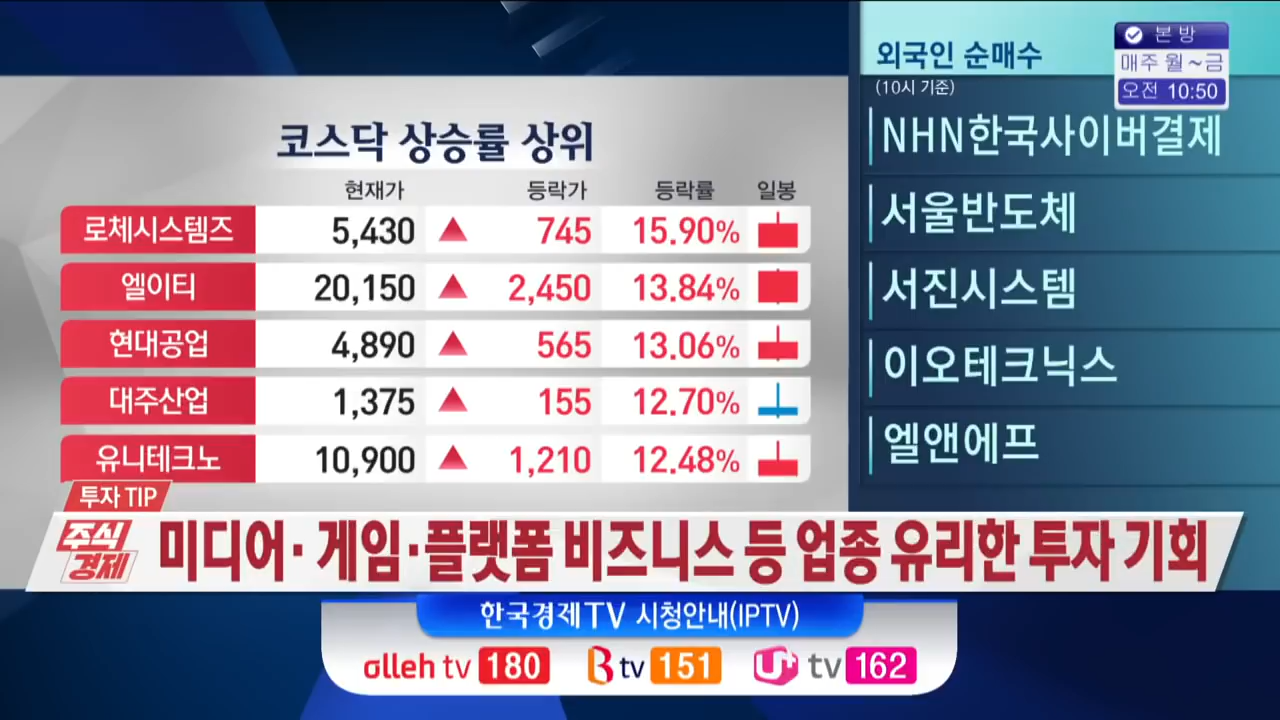 외국인 순매수
(10시 기준)
본 방
매주 월~금
오전 10:50
코스닥 상승률 상위
현재가 등락가 등락률 일봉
로체시스템즈 5,430 ▲ 745 15.90%
엘이티 20,150 ▲ 2,450 13.84%
현대공업 4,890 ▲ 565 13.06%
대주산업 1,375 ▲ 155 12.70%
유니테크노 10,900 ▲ 1,210 12.48%
NHN한국사이버결제
서울반도체
서진시스템
이오테크닉스
엘앤에프
투자 TIP
주식
경제
미디어·게임·플랫폼 비즈니스 등 업종 유리한 투자 기회
한국경제TV 시청안내(IPTV)
olleh tv 180 B tv 151 U+ tv 162